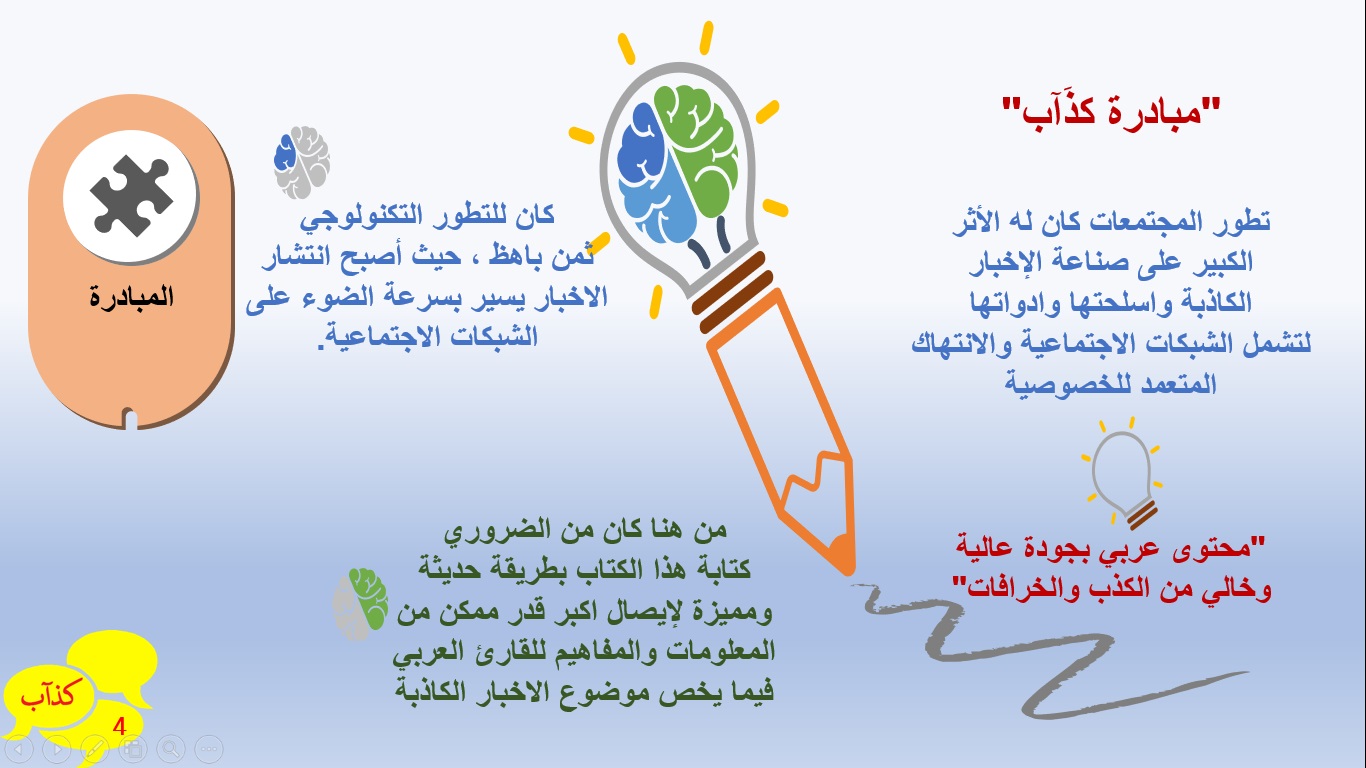 "مبادرة كذَآب"
تطور المجتمعات كان له الأثر
الكبير على صناعة الإخبار
الكاذبة واسلحتها وادواتها
لتشمل الشبكات الاجتماعية والانتهاك
المتعمد للخصوصية
"محتوى عربي بجودة عالية
وخالي من الكذب والخرافات"
كان للتطور التكنولوجي
ثمن باهظ ، حيث أصبح انتشار
الاخبار يسير بسرعة الضوء على
الشبكات الاجتماعية.
المبادرة
من هنا كان من الضروري
كتابة هذا الكتاب بطريقة حديثة
ومميزة لإيصال اكبر قدر ممكن من
المعلومات والمفاهيم للقارئ العربي
فيما يخص موضوع الاخبار الكاذبة
كذآب
4